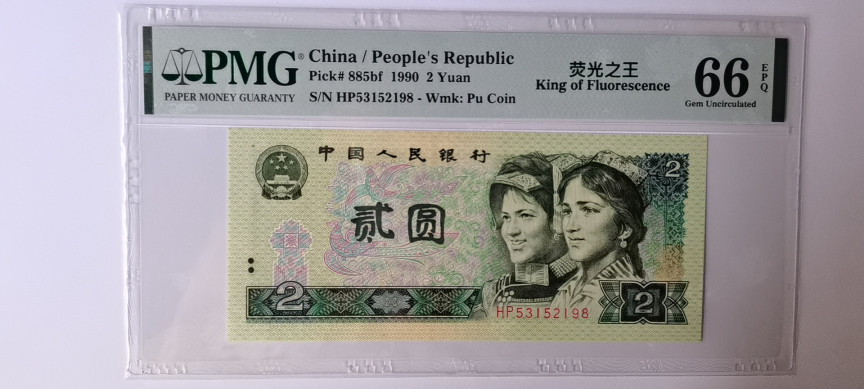 PMG®
PAPER MONEY GUARANTY
China / People's Republic
Pick# 885bf 1990 2 Yuan
S/N HP53152198 - Wmk: Pu Coin
荧光之王
King of Fluorescence
66
EPQ
Gem Uncirculated
中国人民银行
2
贰圆
2
HP53152198
2